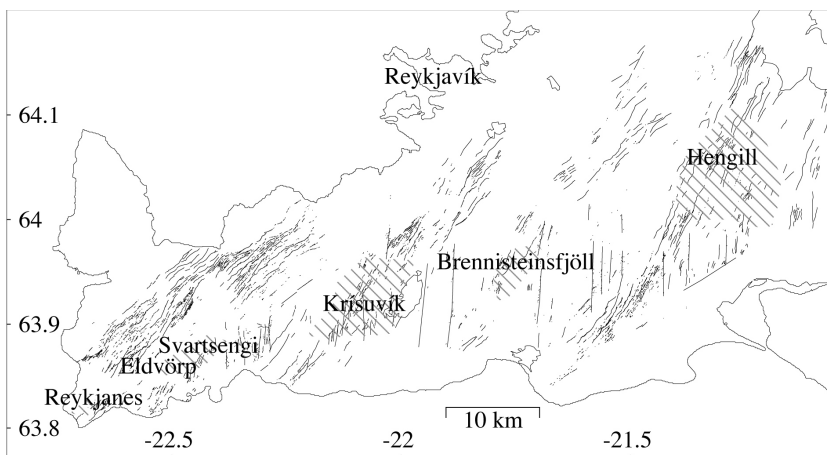 Reykjavík
64.1
Hengill
64
Brennisteinsfjöll
Krisuvík
63.9
Svartsengi
Eldvörp
Reykjanes
10 km
63.8
-22.5
-22
-21.5